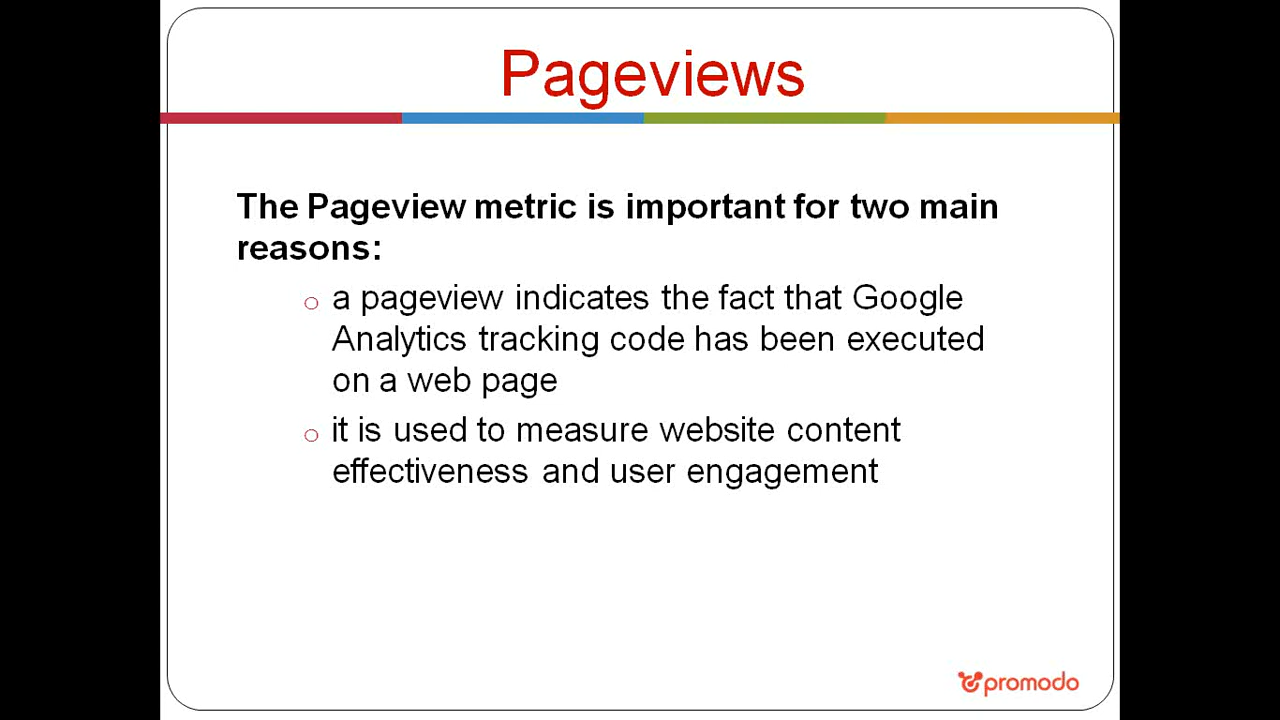 Pageviews
The Pageview metric is important for two main
reasons:
a pageview indicates the fact that Google
Analytics tracking code has been executed
on a web page
it is used to measure website content
effectiveness and user engagement
promodo